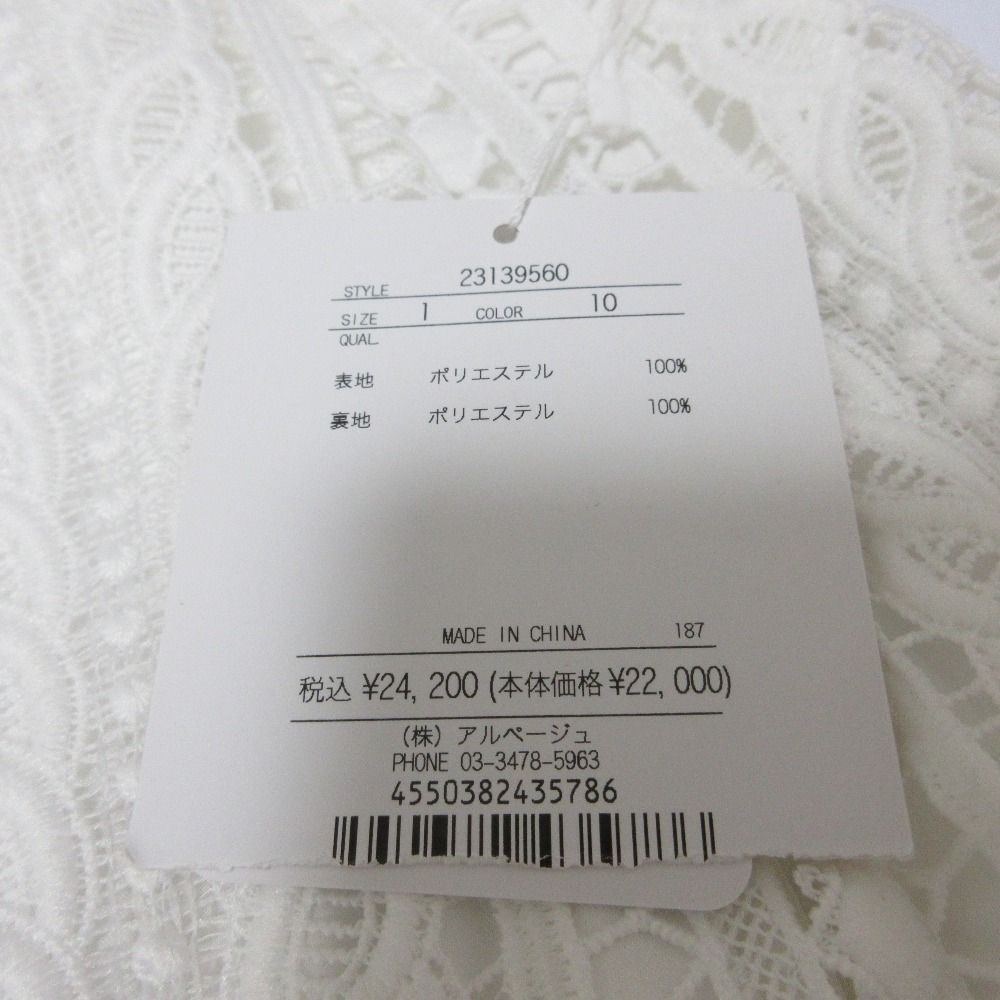 STYLE 23139560
SIZE 1 COLOR 10
QUAL.
表地 ポリエステル 100%
裏地 ポリエステル 100%
MADE IN CHINA 187
税込 ¥24, 200 (本体価格 ¥22, 000)
(株) アルページュ
PHONE 03-3478-5963
4550382435786